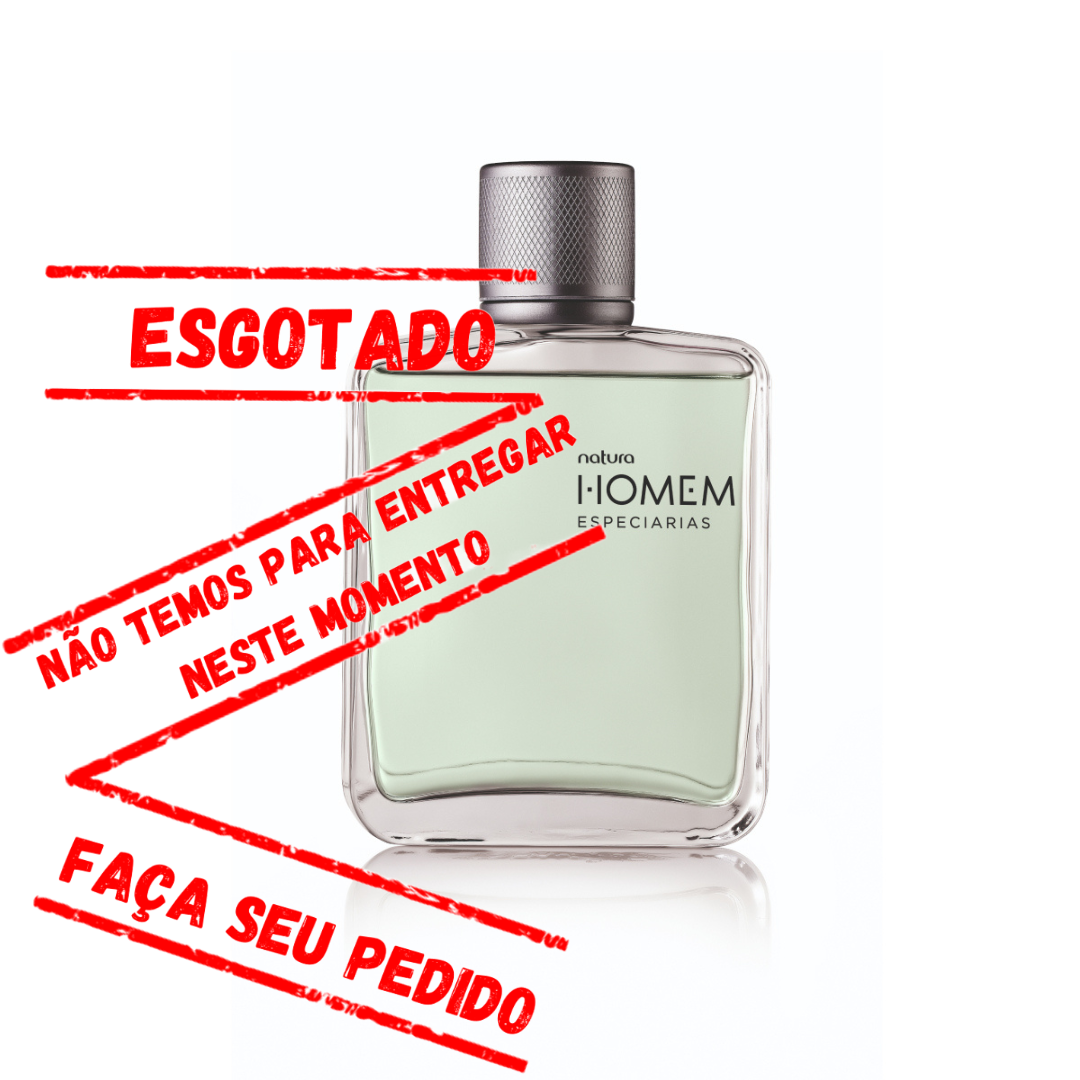 ESGOTADO
NÃO TEMOS PARA ENTREGAR
NESTE MOMENTO
natura
HOMEM
ESPECIARIAS
FAÇA SEU PEDIDO